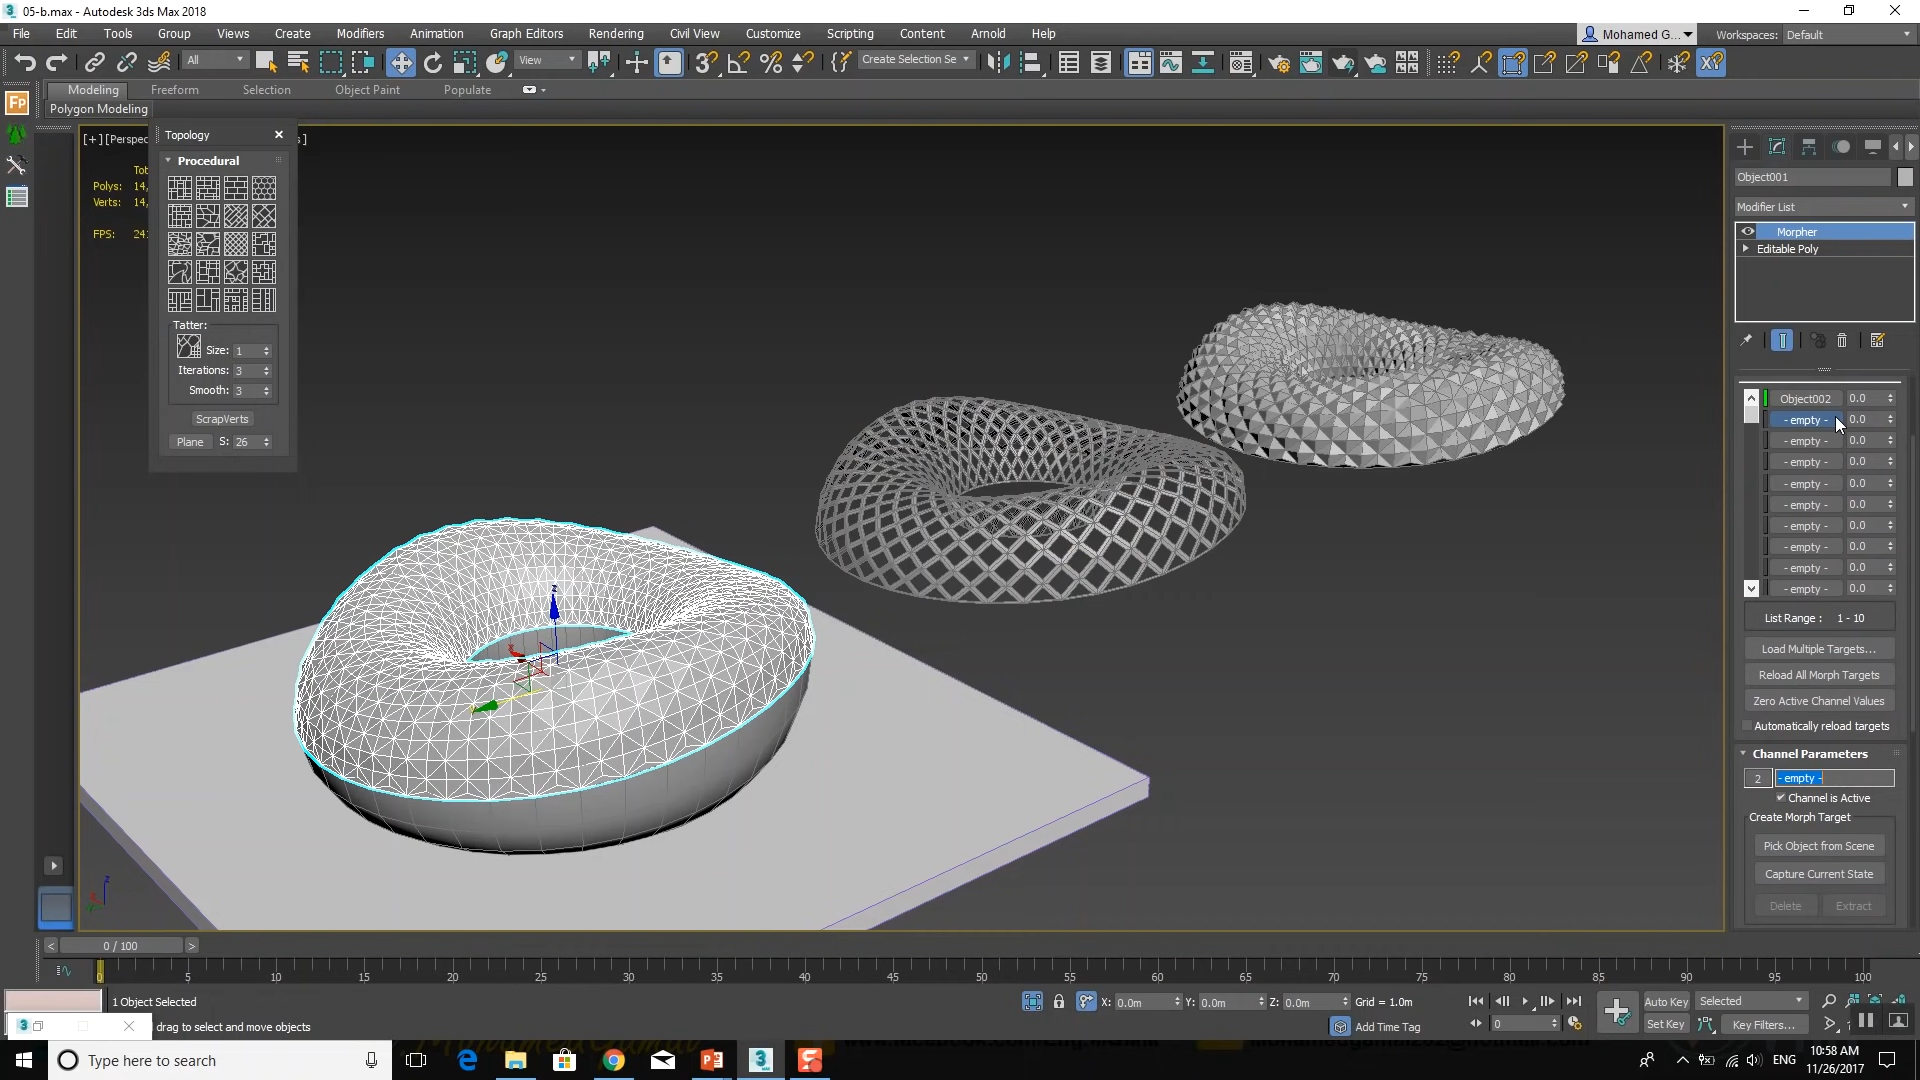 05-b.max - Autodesk 3ds Max 2018
File Edit Tools Group Views Create Modifiers Animation Graph Editors Rendering Civil View Customize Scripting Content Arnold Help
Mohamed G...
Workspaces: Default
All
View
Create Selection Se
Modeling Freeform Selection Object Paint Populate
Polygon Modeling
[+][Perspec
Topology
Procedural
Polys: 14,
Verts: 14,
FPS: 241
Tatter:
Size: 1
Iterations: 3
Smooth: 3
ScrapVerts
Plane S: 26
Object001
Modifier List
Morpher
Editable Poly
Object002 0.0
- empty - 0.0
- empty - 0.0
- empty - 0.0
- empty - 0.0
- empty - 0.0
- empty - 0.0
- empty - 0.0
- empty - 0.0
- empty - 0.0
List Range : 1 - 10
Load Multiple Targets...
Reload All Morph Targets
Zero Active Channel Values
Automatically reload targets
Channel Parameters
2 - empty -
Channel is Active
Create Morph Target
Pick Object from Scene
Capture Current State
Delete Extract
0 / 100
0 5 10 15 20 25 30 35 40 45 50 55 60 65 70 75 80 85 90 95 100
1 Object Selected
drag to select and move objects
X: 0.0m Y: 0.0m Z: 0.0m Grid = 1.0m
Add Time Tag
0
Auto Key Selected
Set Key Key Filters...
Type here to search
ENG
10:58 AM
11/26/2017